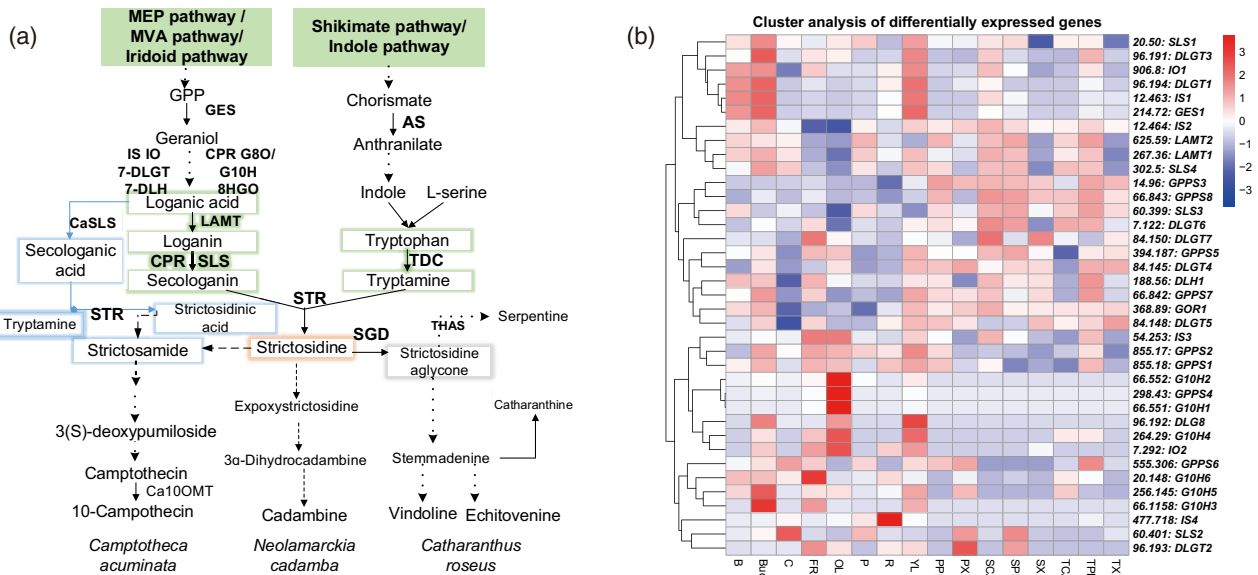 (a)
MEP pathway /
MVA pathway/
Iridoid pathway
Shikimate pathway/
Indole pathway
GPP
GES
Geraniol
IS IO
7-DLGT
7-DLH
CPR G8O/
G10H
8HGO
Loganic acid
CaSLS
LAMT
Secologanic
acid
Loganin
CPR SLS
Secologanin
Chorismate
AS
Anthranilate
Indole
L-serine
Tryptophan
TDC
Tryptamine
STR
Tryptamine
STR
Strictosidinic
acid
Strictosamide
Strictosidine
SGD
THAS
Serpentine
Strictosidine
aglycone
3(S)-deoxypumiloside
Camptothecin
Ca10OMT
10-Campothecin
Expoxystrictosidine
3α-Dihydrocadambine
Cadambine
Catharanthine
Stemmadenine
Vindoline
Echitovenine
Camptotheca
acuminata
Neolamarckia
cadamba
Catharanthus
roseus
(b)
Cluster analysis of differentially expressed genes
20.50: SLS1
96.191: DLGT3
906.8: IO1
96.194: DLGT1
12.463: IS1
214.72: GES1
12.464: IS2
625.59: LAMT2
267.36: LAMT1
302.5: SLS4
14.96: GPPS3
66.843: GPPS8
60.399: SLS3
7.122: DLGT6
84.150: DLGT7
394.187: GPPS5
84.145: DLGT4
188.56: DLH1
66.842: GPPS7
368.89: GOR1
84.148: DLGT5
54.253: IS3
855.17: GPPS2
855.18: GPPS1
66.552: G10H2
298.43: GPPS4
66.551: G10H1
96.192: DLG8
264.29: G10H4
7.292: IO2
555.306: GPPS6
20.148: G10H6
256.145: G10H5
66.1158: G10H3
477.718: IS4
60.401: SLS2
96.193: DLGT2
3
2
1
0
−1
−2
−3
B
C
FR
OL
P
R
YL
PX
SP
SX
TX